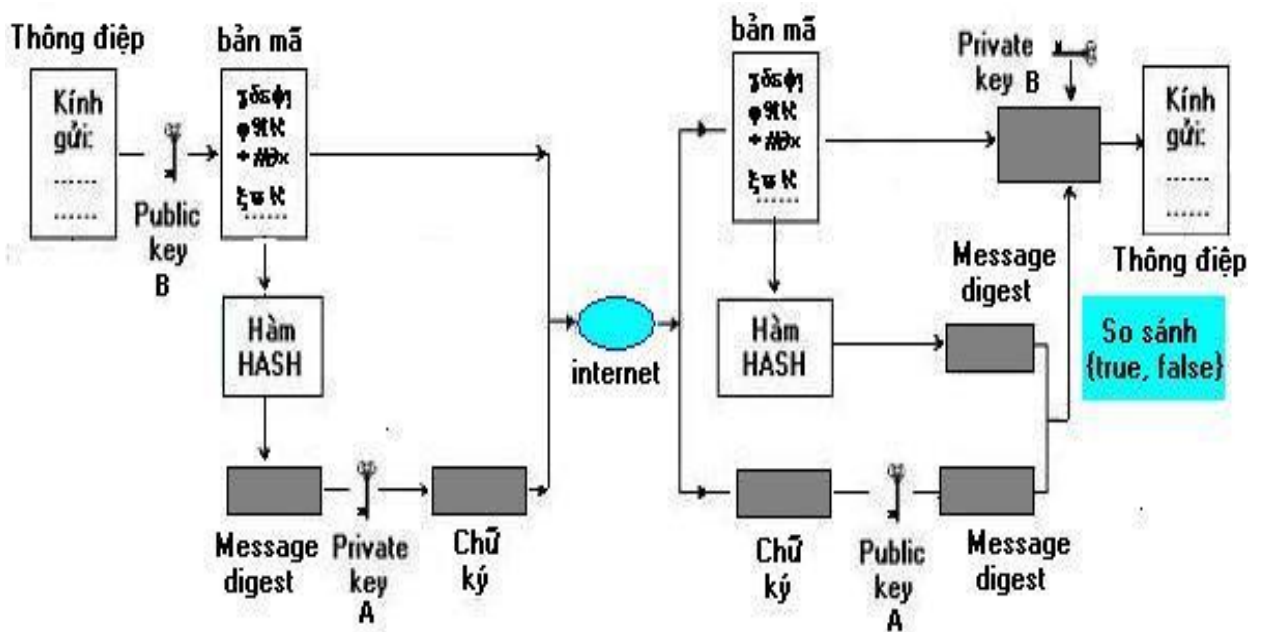 Thông điệp
Kính
gửi:
......
......
Public
key
B
bản mã
......
Hàm
HASH
Message
digest
Private
key
A
Chữ
ký
internet
bản mã
......
Hàm
HASH
Chữ
ký
Public
key
A
Message
digest
Message
digest
Private
key B
Kính
gửi:
......
......
Thông điệp
So sánh
{true, false}